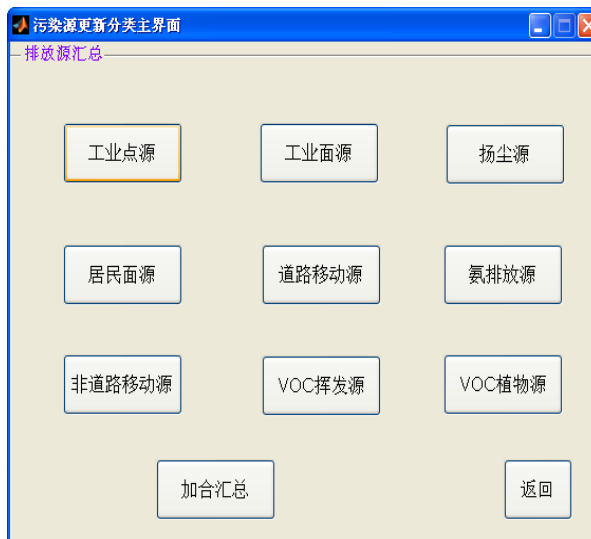 污染源更新分类主界面
排放源汇总
工业点源 工业面源 扬尘源
居民面源 道路移动源 氨排放源
非道路移动源 VOC挥发源 VOC植物源
加合汇总 返回